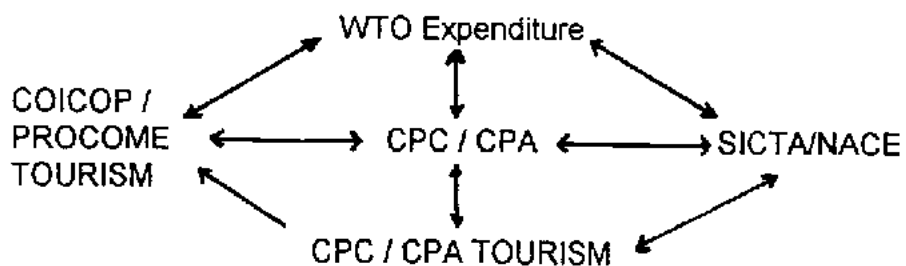 WTO Expenditure
COICOP /
PROCOME
TOURISM
CPC / CPA
SICTA/NACE
CPC / CPA TOURISM